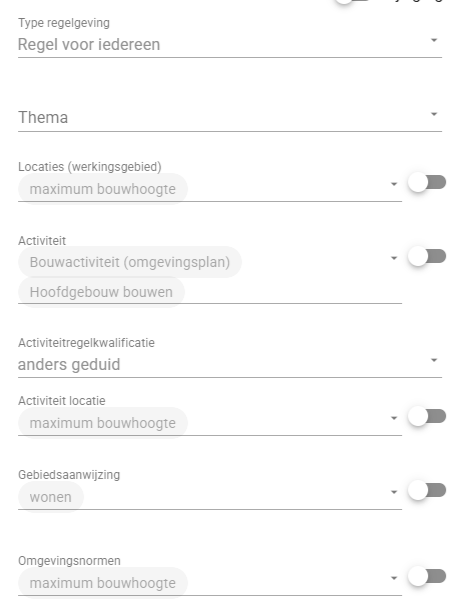 Type regelgeving
Regel voor iedereen
Thema
Locaties (werkingsgebied)
maximum bouwhoogte
Activiteit
Bouwactiviteit (omgevingsplan)
Hoofdgebouw bouwen
Activiteitregelkwalificatie
anders geduid
Activiteit locatie
maximum bouwhoogte
Gebiedsaanwijzing
wonen
Omgevingsnormen
maximum bouwhoogte